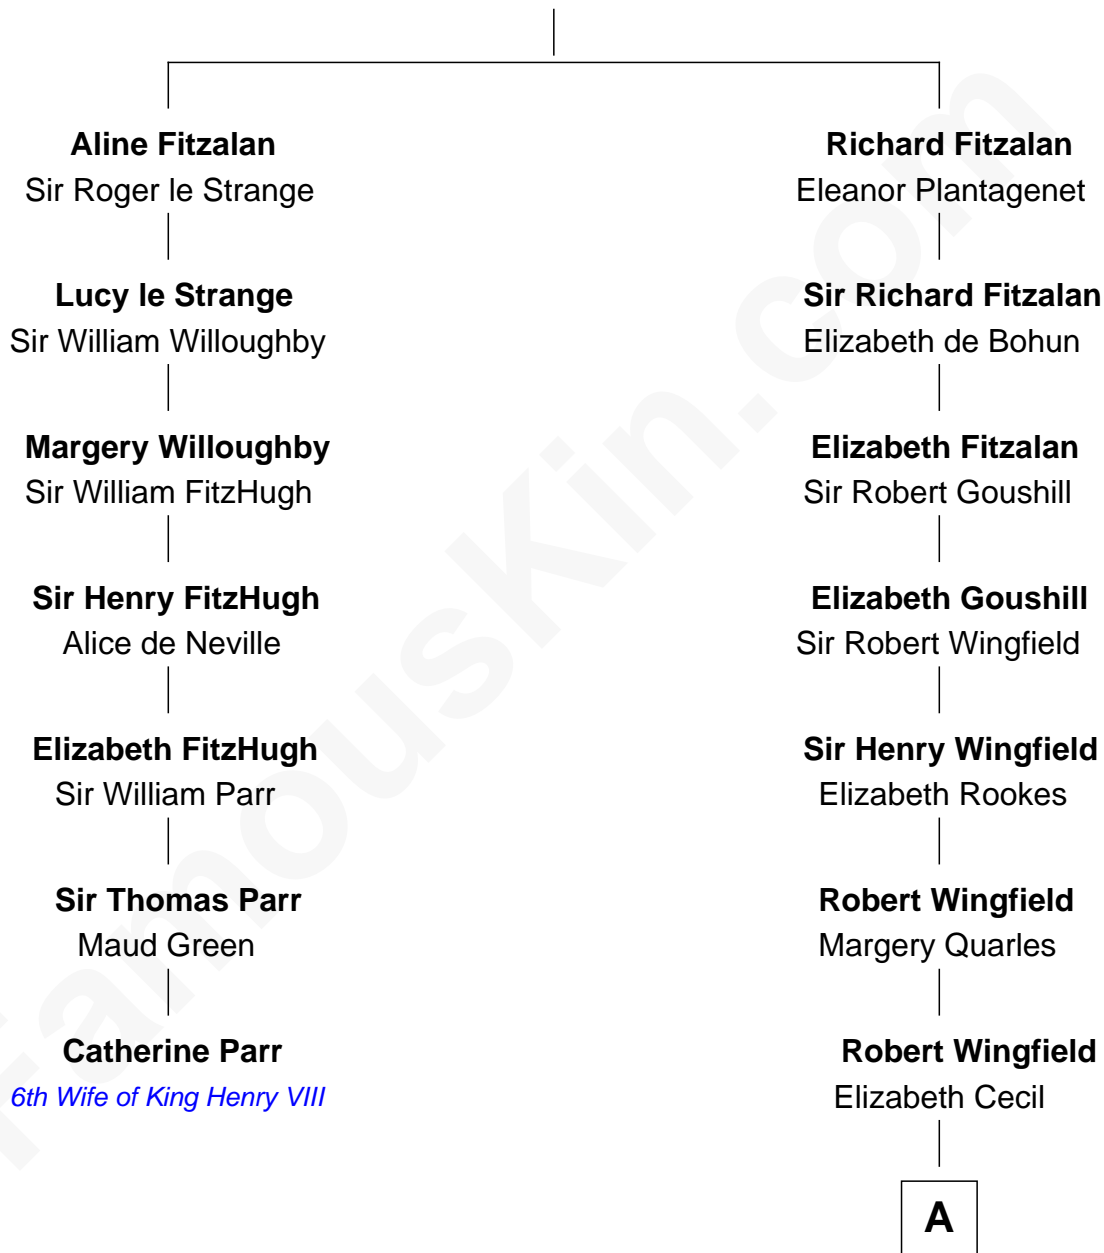 Aline Fitzalan
Sir Roger le Strange
Richard Fitzalan
Eleanor Plantagenet
Lucy le Strange
Sir William Willoughby
Sir Richard Fitzalan
Elizabeth de Bohun
Margery Willoughby
Sir William FitzHugh
Elizabeth Fitzalan
Sir Robert Goushill
Sir Henry FitzHugh
Alice de Neville
Elizabeth Goushill
Sir Robert Wingfield
Elizabeth FitzHugh
Sir William Parr
Sir Henry Wingfield
Elizabeth Rookes
Sir Thomas Parr
Maud Green
Robert Wingfield
Margery Quarles
Catherine Parr
6th Wife of King Henry VIII
Robert Wingfield
Elizabeth Cecil
A
FamousKin.com